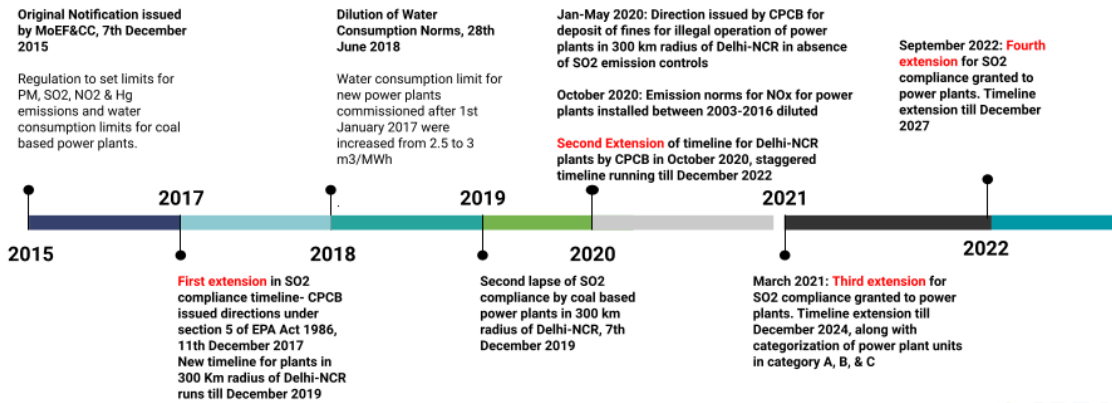 Original Notification issued
by MoEF&CC, 7th December
2015
Regulation to set limits for
PM, SO2, NO2 & Hg
emissions and water
consumption limits for coal
based power plants.
Dilution of Water
Consumption Norms, 28th
June 2018
Water consumption limit for
new power plants
commissioned after 1st
January 2017 were
increased from 2.5 to 3
m3/MWh
Jan-May 2020: Direction issued by CPCB for
deposit of fines for illegal operation of power
plants in 300 km radius of Delhi-NCR in absence
of SO2 emission controls
October 2020: Emission norms for NOx for power
plants installed between 2003-2016 diluted
Second Extension of timeline for Delhi-NCR
plants by CPCB in October 2020, staggered
timeline running till December 2022
September 2022: Fourth
extension for SO2
compliance granted to
power plants. Timeline
extension till December
2027
2017
2019
2021
2015
2018
2020
2022
First extension in SO2
compliance timeline- CPCB
issued directions under
section 5 of EPA Act 1986,
11th December 2017
New timeline for plants in
300 Km radius of Delhi-NCR
runs till December 2019
Second lapse of SO2
compliance by coal based
power plants in 300 km
radius of Delhi-NCR, 7th
December 2019
March 2021: Third extension for
SO2 compliance granted to power
plants. Timeline extension till
December 2024, along with
categorization of power plant units
in category A, B, & C